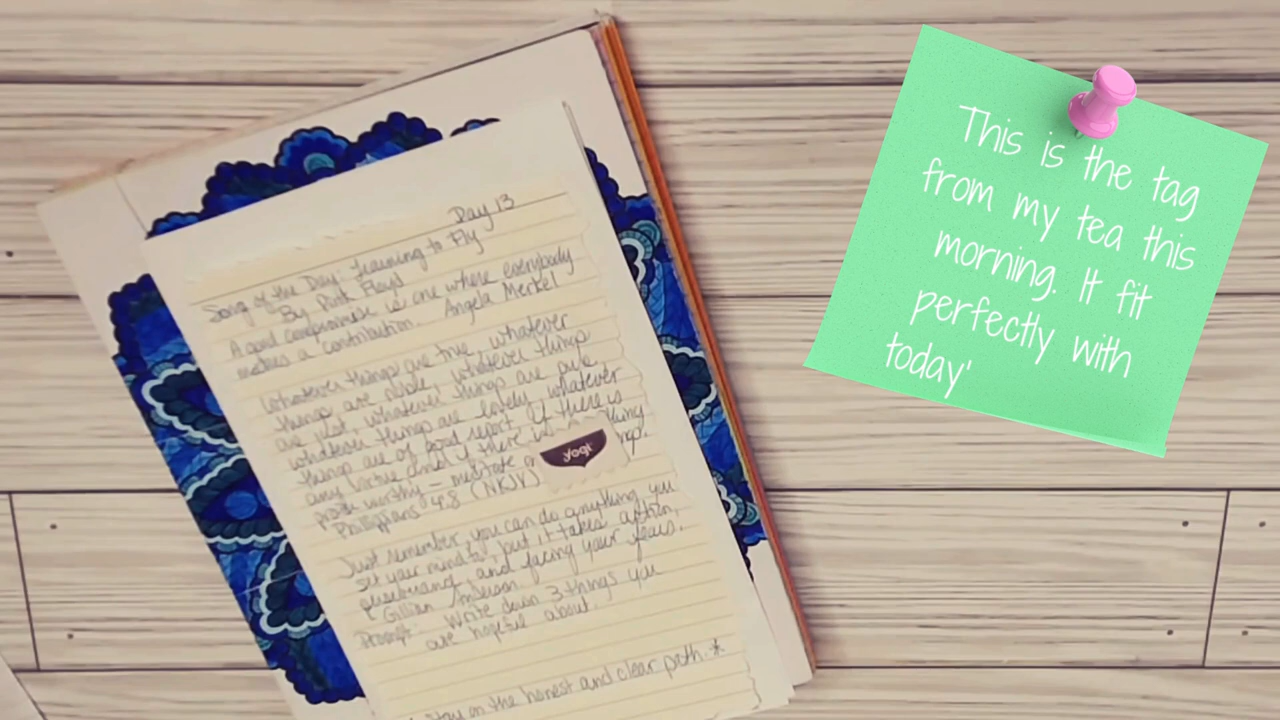 Day 13
Song of the Day: Learning to Fly
By Pink Floyd
A good compromise is one where everybody
makes a contribution. Angela Merkel
Whatever things are true, whatever
things are noble, whatever things
are just, whatever things are pure
whatever things are lovely, whatever
things are of good report, if there is
any virtue and if there is thing
praise worthy – meditate
Philippians 4:8 (NKJV)
yogi
Just remember, you can do anything you
set your mind to, but it takes action,
and facing your fears.
Gillian Anderson
Prompt: Write down 3 things you
are hopeful about.
Stay on the honest and clear path.*
This is the tag
from my tea this
morning. It fit
perfectly with
today'